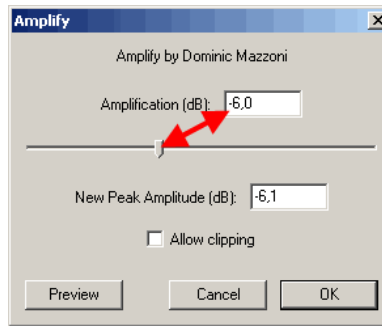 Amplify
Amplify by Dominic Mazzoni
Amplification (dB): -6,0
New Peak Amplitude (dB): -6,1
Allow clipping
Preview Cancel OK